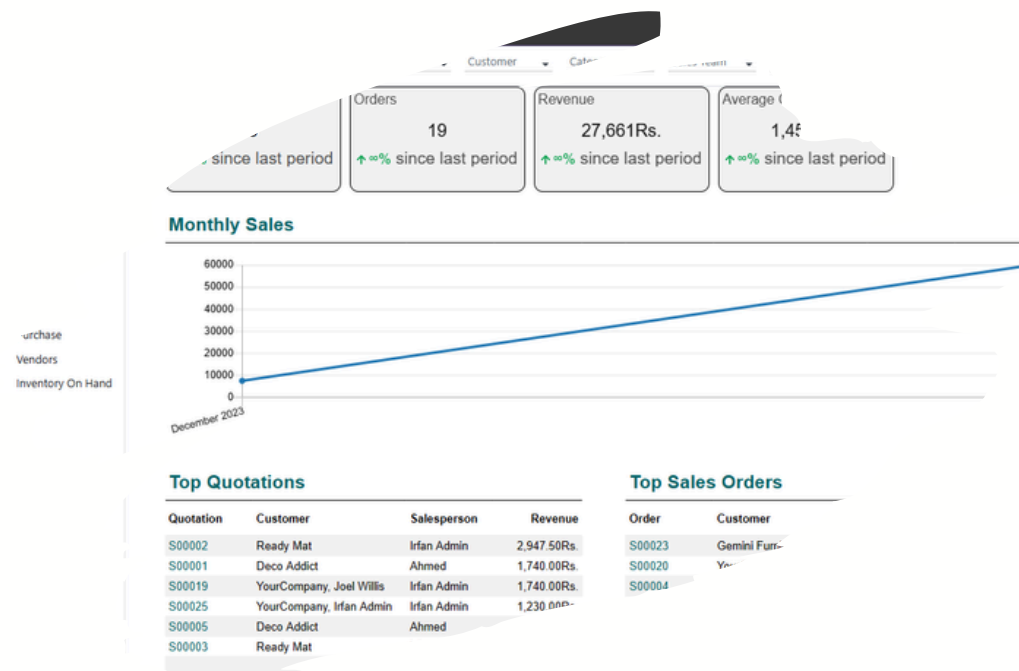 Customer
Orders Revenue Average
19 27,661Rs.
since last period ↑ ∞% since last period ↑ ∞% since last period ↑ ∞% since last period
Monthly Sales
60000
50000
40000
30000
20000
10000
0
December 2023
Vendors
Inventory On Hand
Top Quotations
Quotation Customer Salesperson Revenue
S00002 Ready Mat Irfan Admin 2,947.50Rs.
S00001 Deco Addict Ahmed 1,740.00Rs.
S00019 YourCompany, Joel Willis Irfan Admin 1,740.00Rs.
S00025 YourCompany, Irfan Admin Irfan Admin
S00005 Deco Addict Ahmed
S00003 Ready Mat
Top Sales Orders
Order Customer
S00023 Gemini
S00020
S00004